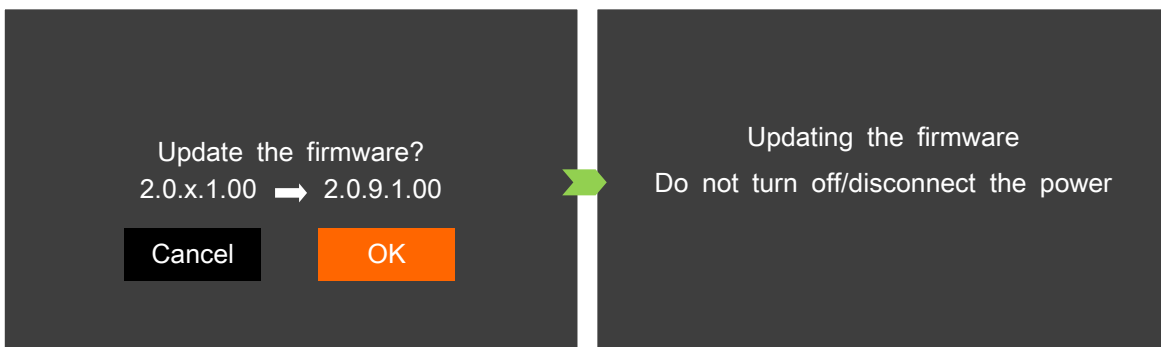 Update the firmware?
2.0.x.1.00 ➡ 2.0.9.1.00
Cancel OK
Updating the firmware
Do not turn off/disconnect the power